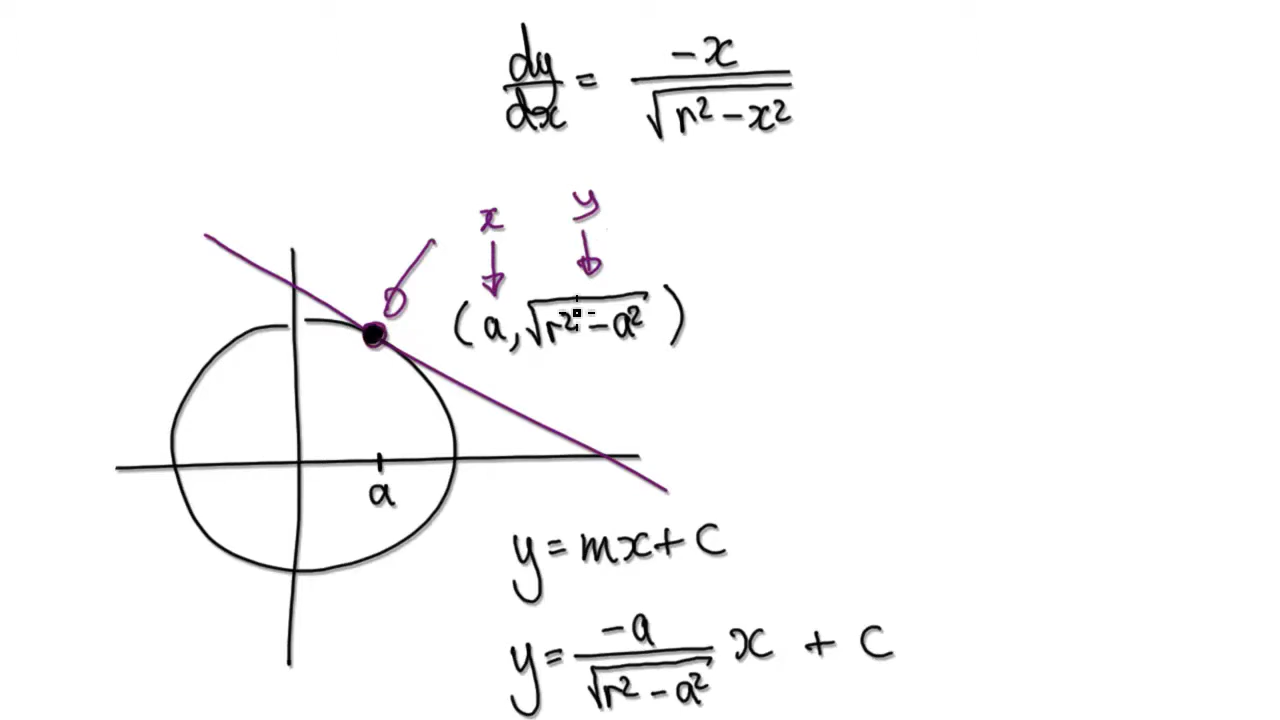 dy/dx = -x/√(r² - x²)
x
y
(a, √(r² - a²))
a
y = mx + c
y = -a/√(r² - a²) x + c